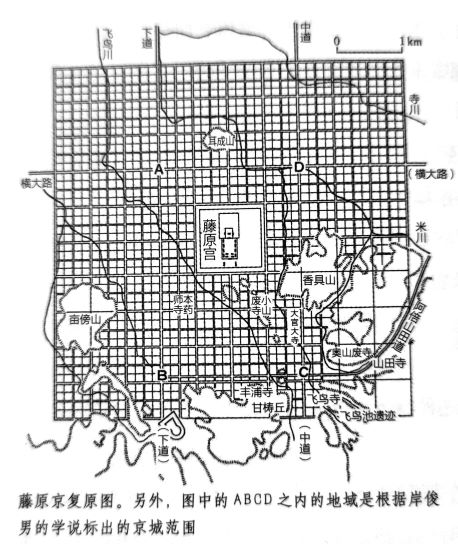 飞鸟川
下道
中道
0 1km
寺川
耳成山
A
D
横大路
(横大路)
藤原宫
米川
香具山
本药师寺
小山废寺
大官大寺
畝傍山
奥山废寺
山田寺
B
C
丰浦寺
甘梼丘
飞鸟寺
飞鸟池遗迹
(下道)
(中道)
藤原京复原图。另外，图中的ABCD之内的地域是根据岸俊
男的学说标出的京城范围